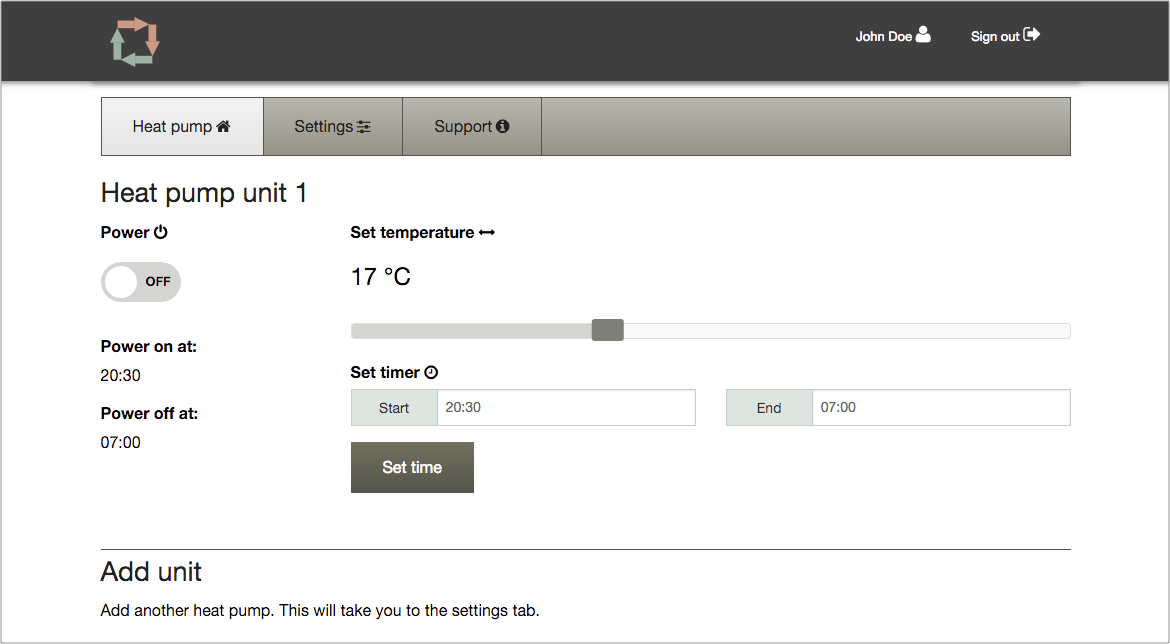 John Doe
Sign out
Heat pump
Settings
Support
Heat pump unit 1
Power
Set temperature
OFF
17 °C
Power on at:
20:30
Power off at:
07:00
Set timer
Start
20:30
End
07:00
Set time
Add unit
Add another heat pump. This will take you to the settings tab.